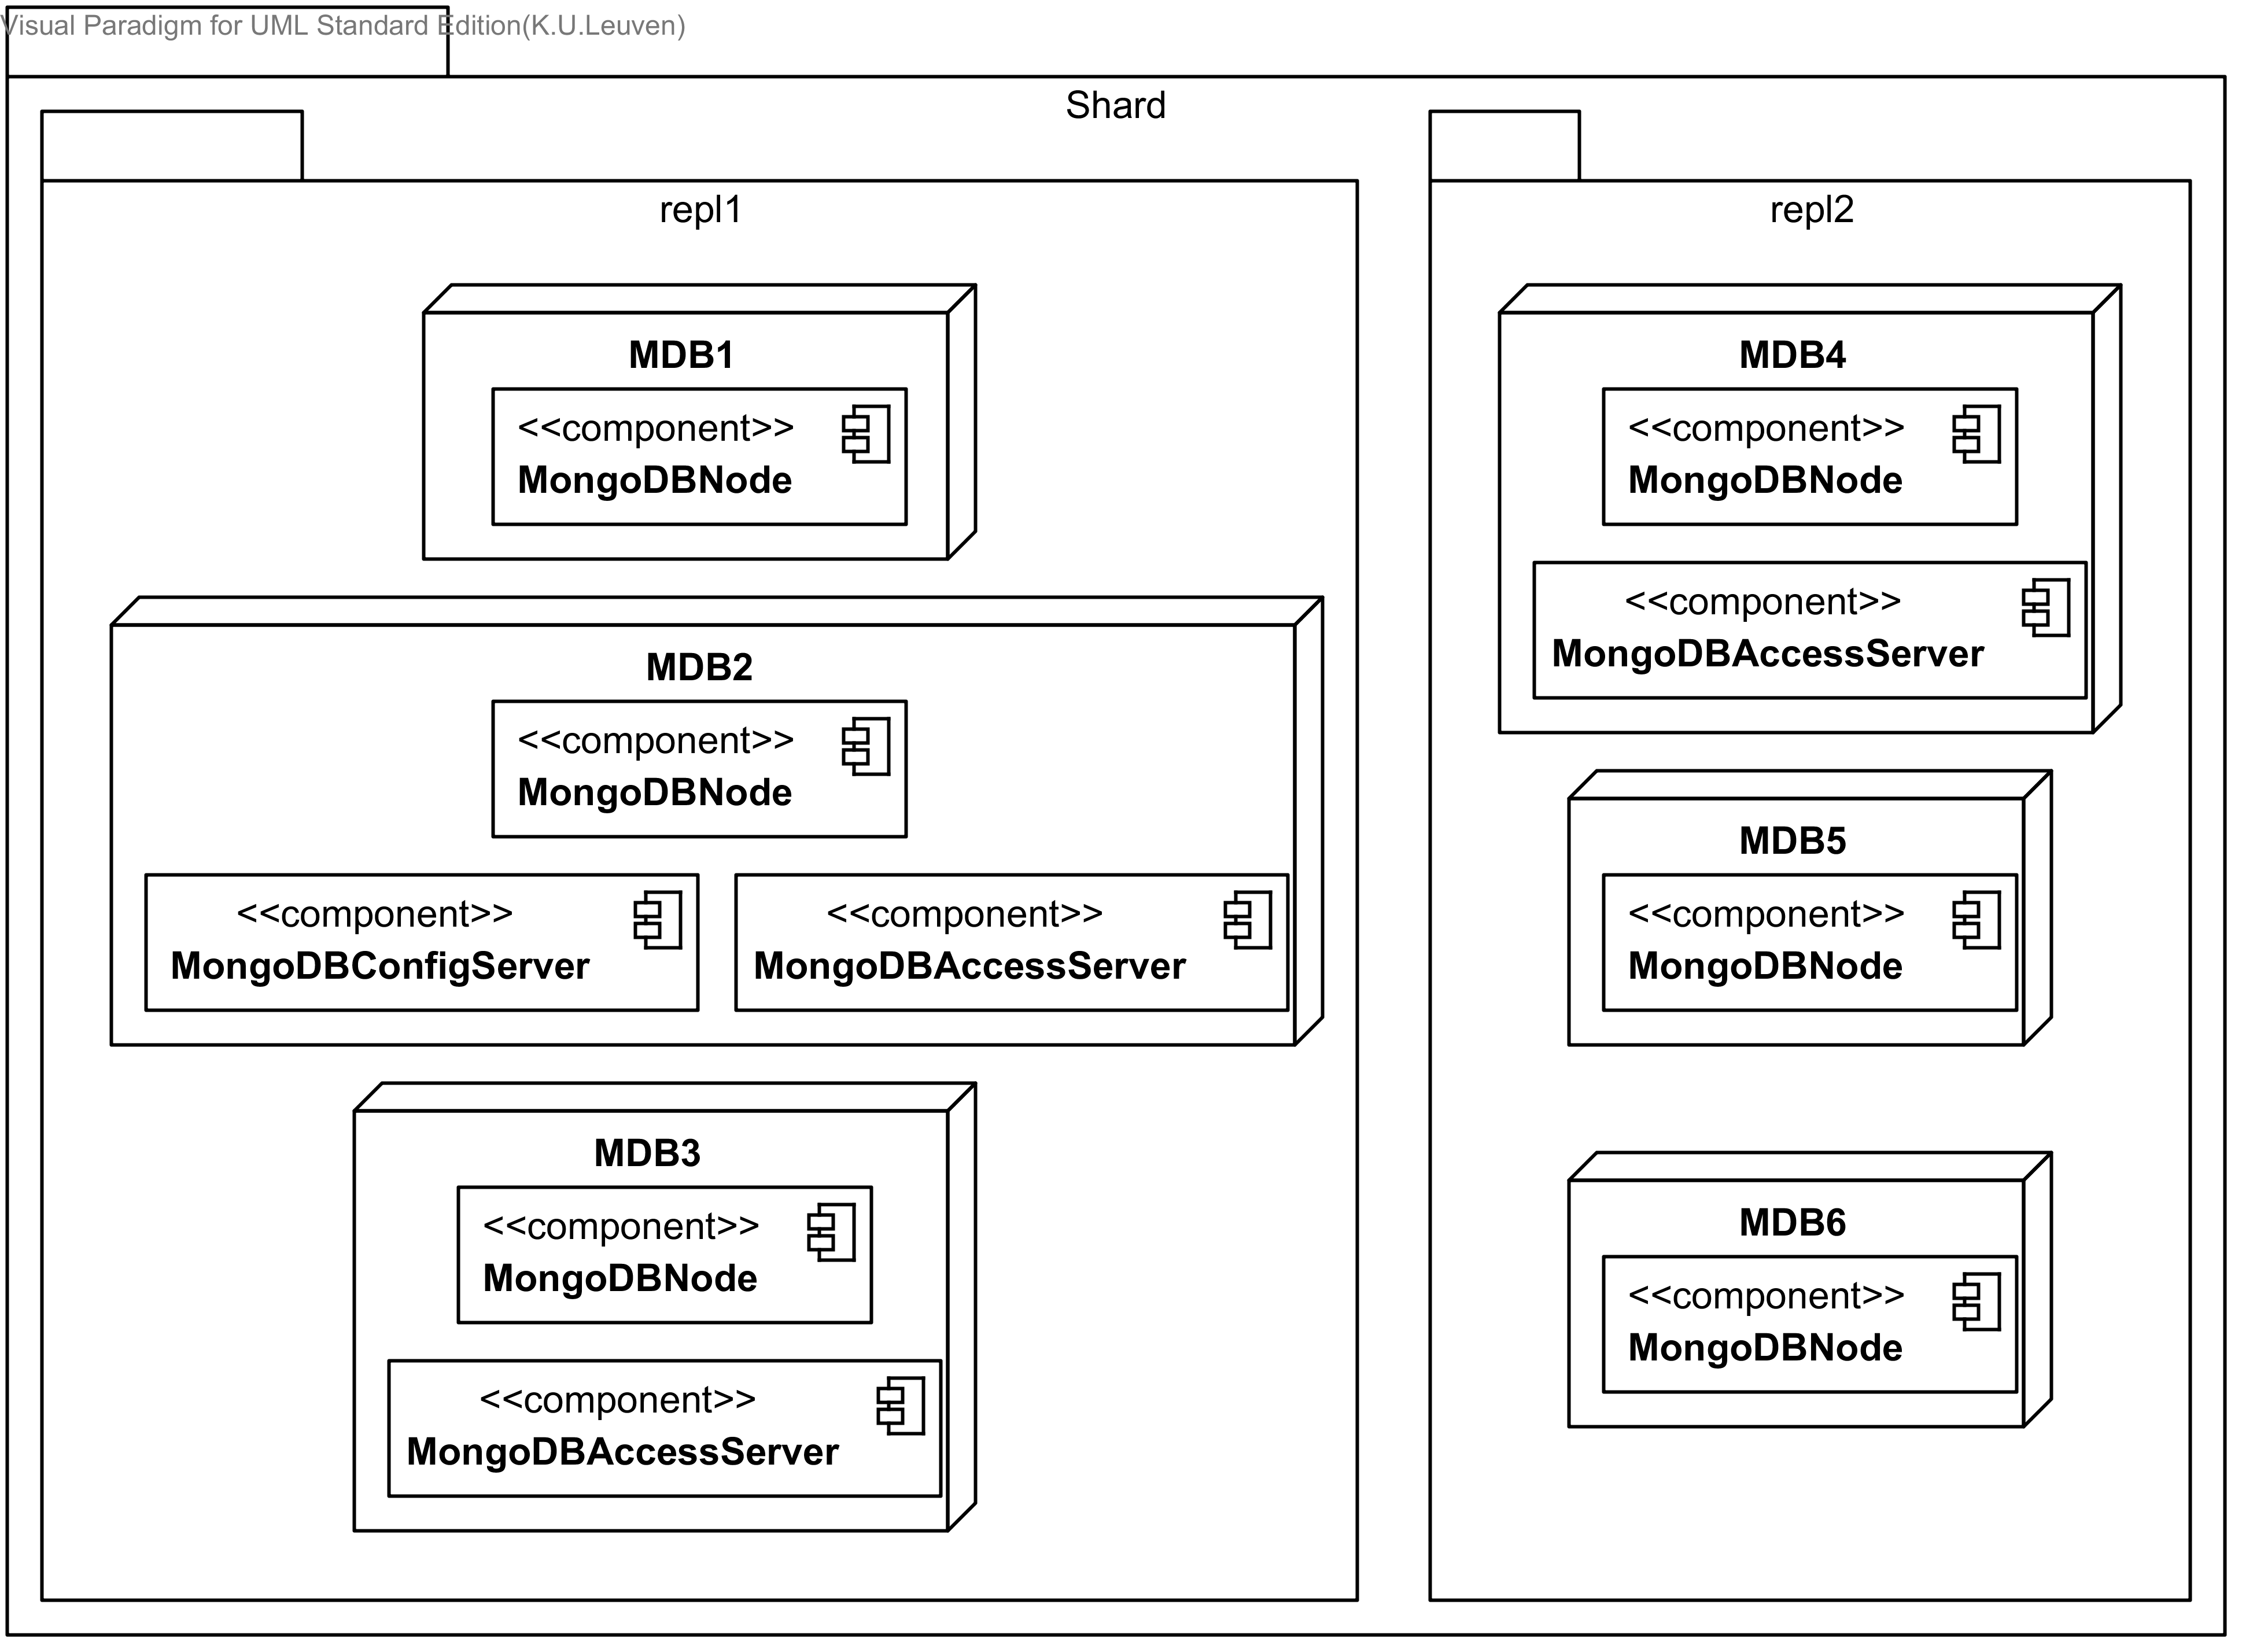 Visual Paradigm for UML Standard Edition(K.U.Leuven)
Shard
repl1
MDB1
<<component>>
MongoDBNode
MDB2
<<component>>
MongoDBNode
<<component>>
MongoDBConfigServer
<<component>>
MongoDBAccessServer
MDB3
<<component>>
MongoDBNode
<<component>>
MongoDBAccessServer
repl2
MDB4
<<component>>
MongoDBNode
<<component>>
MongoDBAccessServer
MDB5
<<component>>
MongoDBNode
MDB6
<<component>>
MongoDBNode